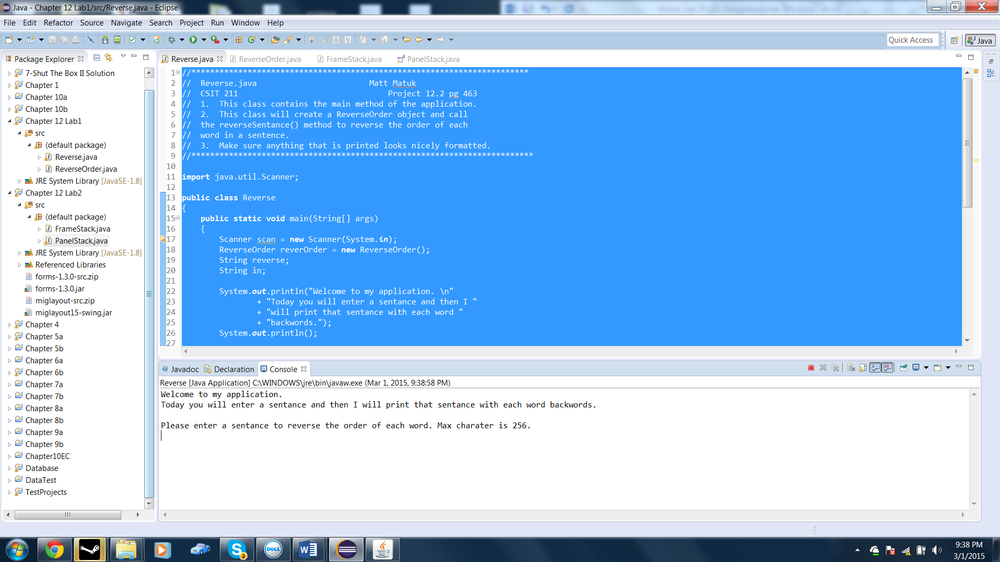 Java - Chapter 12 Lab1/src/Reverse.java - Eclipse
File Edit Refactor Source Navigate Search Project Run Window Help
Quick Access
Java
Package Explorer
7-Shut The Box II Solution
Chapter 1
Chapter 10a
Chapter 10b
Chapter 12 Lab1
src
(default package)
Reverse.java
ReverseOrder.java
JRE System Library [JavaSE-1.8]
Chapter 12 Lab2
src
(default package)
FrameStack.java
PanelStack.java
JRE System Library [JavaSE-1.8]
Referenced Libraries
forms-1.3.0-src.zip
forms-1.3.0.jar
miglayout-src.zip
miglayout15-swing.jar
Chapter 4
Chapter 5a
Chapter 5b
Chapter 6a
Chapter 6b
Chapter 7a
Chapter 7b
Chapter 8a
Chapter 8b
Chapter 9a
Chapter 9b
Chapter10EC
Database
DataTest
TestProjects
Reverse.java ReverseOrder.java FrameStack.java PanelStack.java
1 //************************************************************************
2 // Reverse.java Matt Matuk
3 // CSIT 211 Project 12.2 pg 463
4 // 1. This class contains the main method of the application.
5 // 2. This class will create a ReverseOrder object and call
6 // the reverseSentance() method to reverse the order of each
7 // word in a sentence.
8 // 3. Make sure anything that is printed looks nicely formatted.
9 //*************************************************************************
10
11 import java.util.Scanner;
12
13 public class Reverse
14 {
15 public static void main(String[] args)
16 {
17 Scanner scan = new Scanner(System.in);
18 ReverseOrder reverOrder = new ReverseOrder();
19 String reverse;
20 String in;
21
22 System.out.println("Welcome to my application. \n"
23 + "Today you will enter a sentance and then I "
24 + "will print that sentance with each word "
25 + "backwords.");
26 System.out.println();
27
@ Javadoc Declaration Console
Reverse [Java Application] C:\WINDOWS\jre\bin\javaw.exe (Mar 1, 2015, 9:38:58 PM)
Welcome to my application.
Today you will enter a sentance and then I will print that sentance with each word backwords.
Please enter a sentance to reverse the order of each word. Max charater is 256.
S 2
DELL
W
Java
9:38 PM
3/1/2015